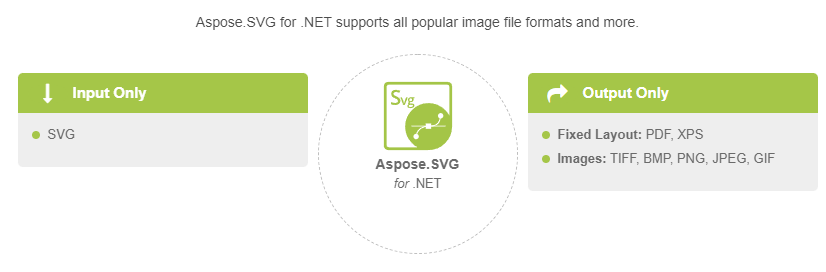 Aspose.SVG for .NET supports all popular image file formats and more.
Input Only
SVG
Svg
Aspose.SVG
for .NET
Output Only
Fixed Layout: PDF, XPS
Images: TIFF, BMP, PNG, JPEG, GIF